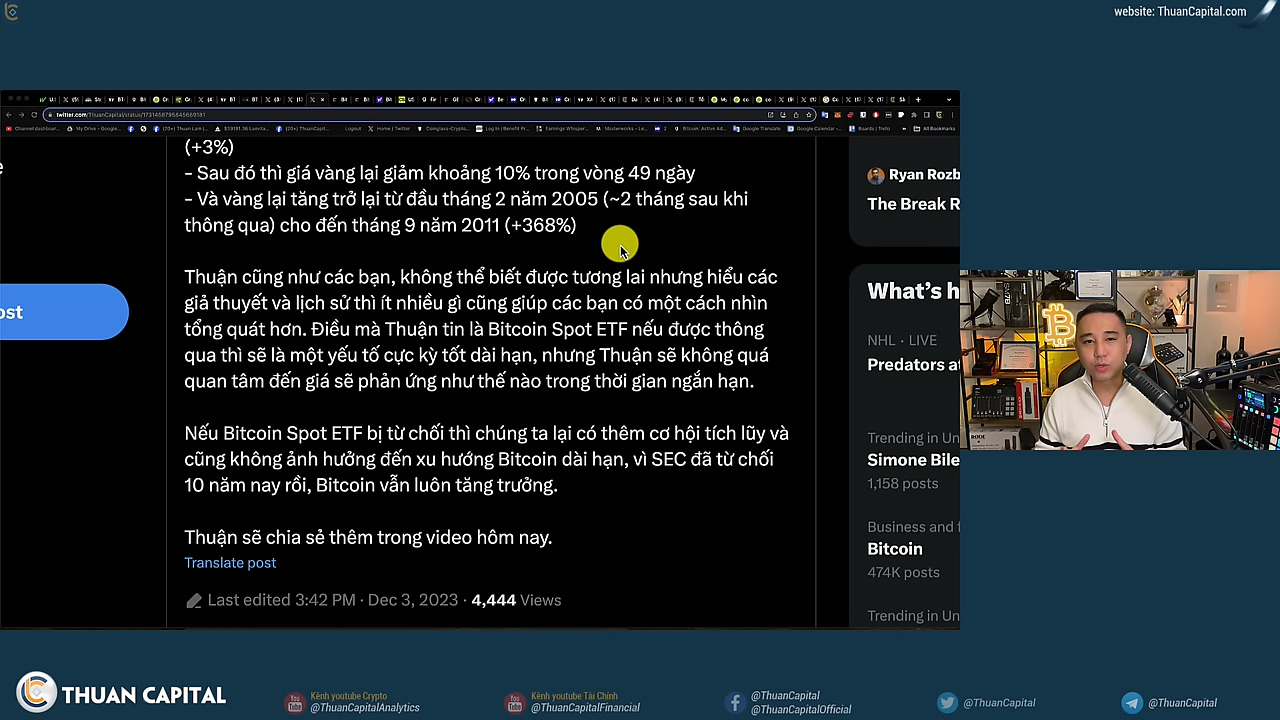 website: ThuanCapital.com
twitter.com/ThuanCapital/status/1731458795845669181
All Bookmarks
(+3%)
- Sau đó thì giá vàng lại giảm khoảng 10% trong vòng 49 ngày
- Và vàng lại tăng trở lại từ đầu tháng 2 năm 2005 (~2 tháng sau khi
thông qua) cho đến tháng 9 năm 2011 (+368%)
Thuận cũng như các bạn, không thể biết được tương lai nhưng hiểu các
giả thuyết và lịch sử thì ít nhiều gì cũng giúp các bạn có một cách nhìn
tổng quát hơn. Điều mà Thuận tin là Bitcoin Spot ETF nếu được thông
qua thì sẽ là một yếu tố cực kỳ tốt dài hạn, nhưng Thuận sẽ không quá
quan tâm đến giá sẽ phản ứng như thế nào trong thời gian ngắn hạn.
Nếu Bitcoin Spot ETF bị từ chối thì chúng ta lại có thêm cơ hội tích lũy và
cũng không ảnh hưởng đến xu hướng Bitcoin dài hạn, vì SEC đã từ chối
10 năm nay rồi, Bitcoin vẫn luôn tăng trưởng.
Thuận sẽ chia sẻ thêm trong video hôm nay.
Translate post
Last edited 3:42 PM · Dec 3, 2023 · 4,444 Views
ost
Ryan Rozb
The Break R
What's h
NHL · LIVE
Predators a
Trending in Un
Simone Bile
1,158 posts
Business and f
Bitcoin
474K posts
Trending in Un
THUAN CAPITAL
Kênh youtube Crypto
@ThuanCapitalAnalytics
Kênh youtube Tài Chính
@ThuanCapitalFinancial
@ThuanCapital
@ThuanCapitalOfficial
@ThuanCapital
@ThuanCapital